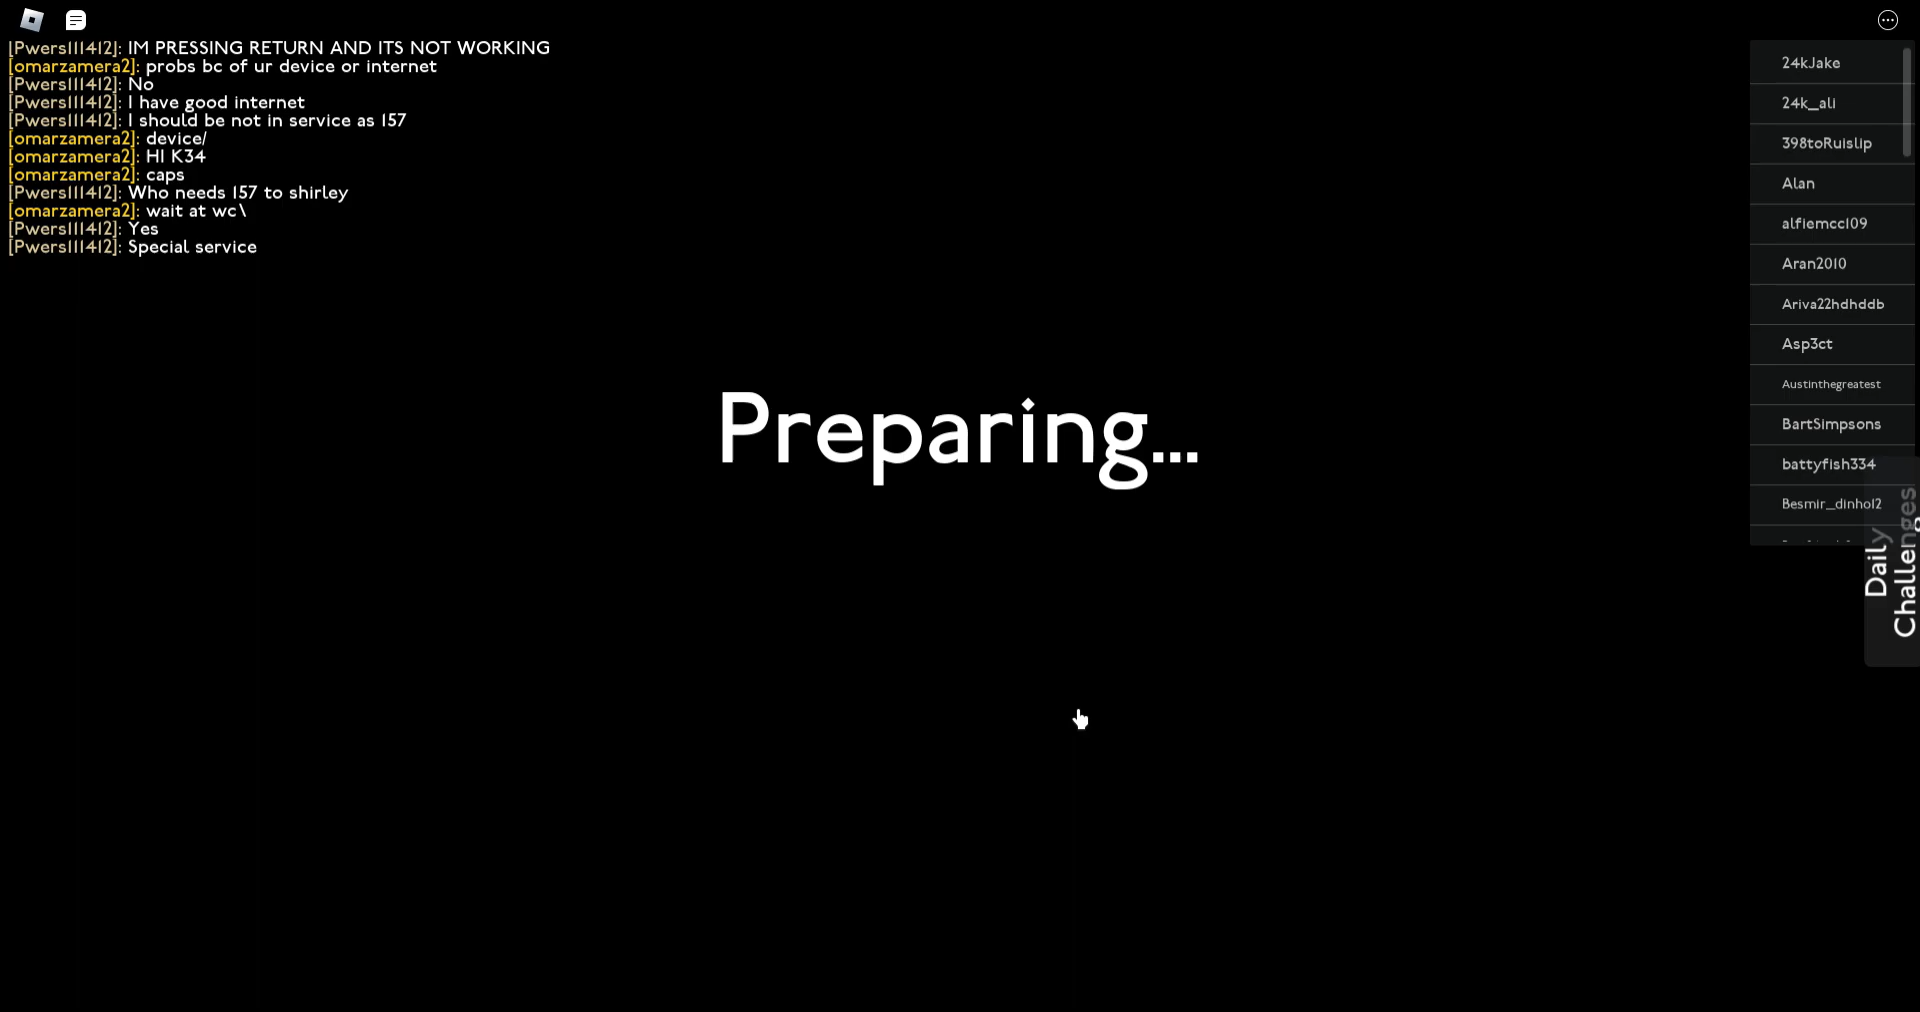 [Pwers111412]: IM PRESSING RETURN AND ITS NOT WORKING
[omarzamera2]: probs bc of ur device or internet
[Pwers111412]: No
[Pwers111412]: I have good internet
[Pwers111412]: I should be not in service as 157
[omarzamera2]: device/
[omarzamera2]: HI K34
[omarzamera2]: caps
[Pwers111412]: Who needs 157 to shirley
[omarzamera2]: wait at wc\
[Pwers111412]: Yes
[Pwers111412]: Special service
Preparing...
24kJake
24k_ali
398toRuislip
Alan
alfiemcc109
Aran2010
Ariva22hdhddb
Asp3ct
Austinthegreatest
BartSimpsons
battyfish334
Besmir_dinho12
Daily
Challenges